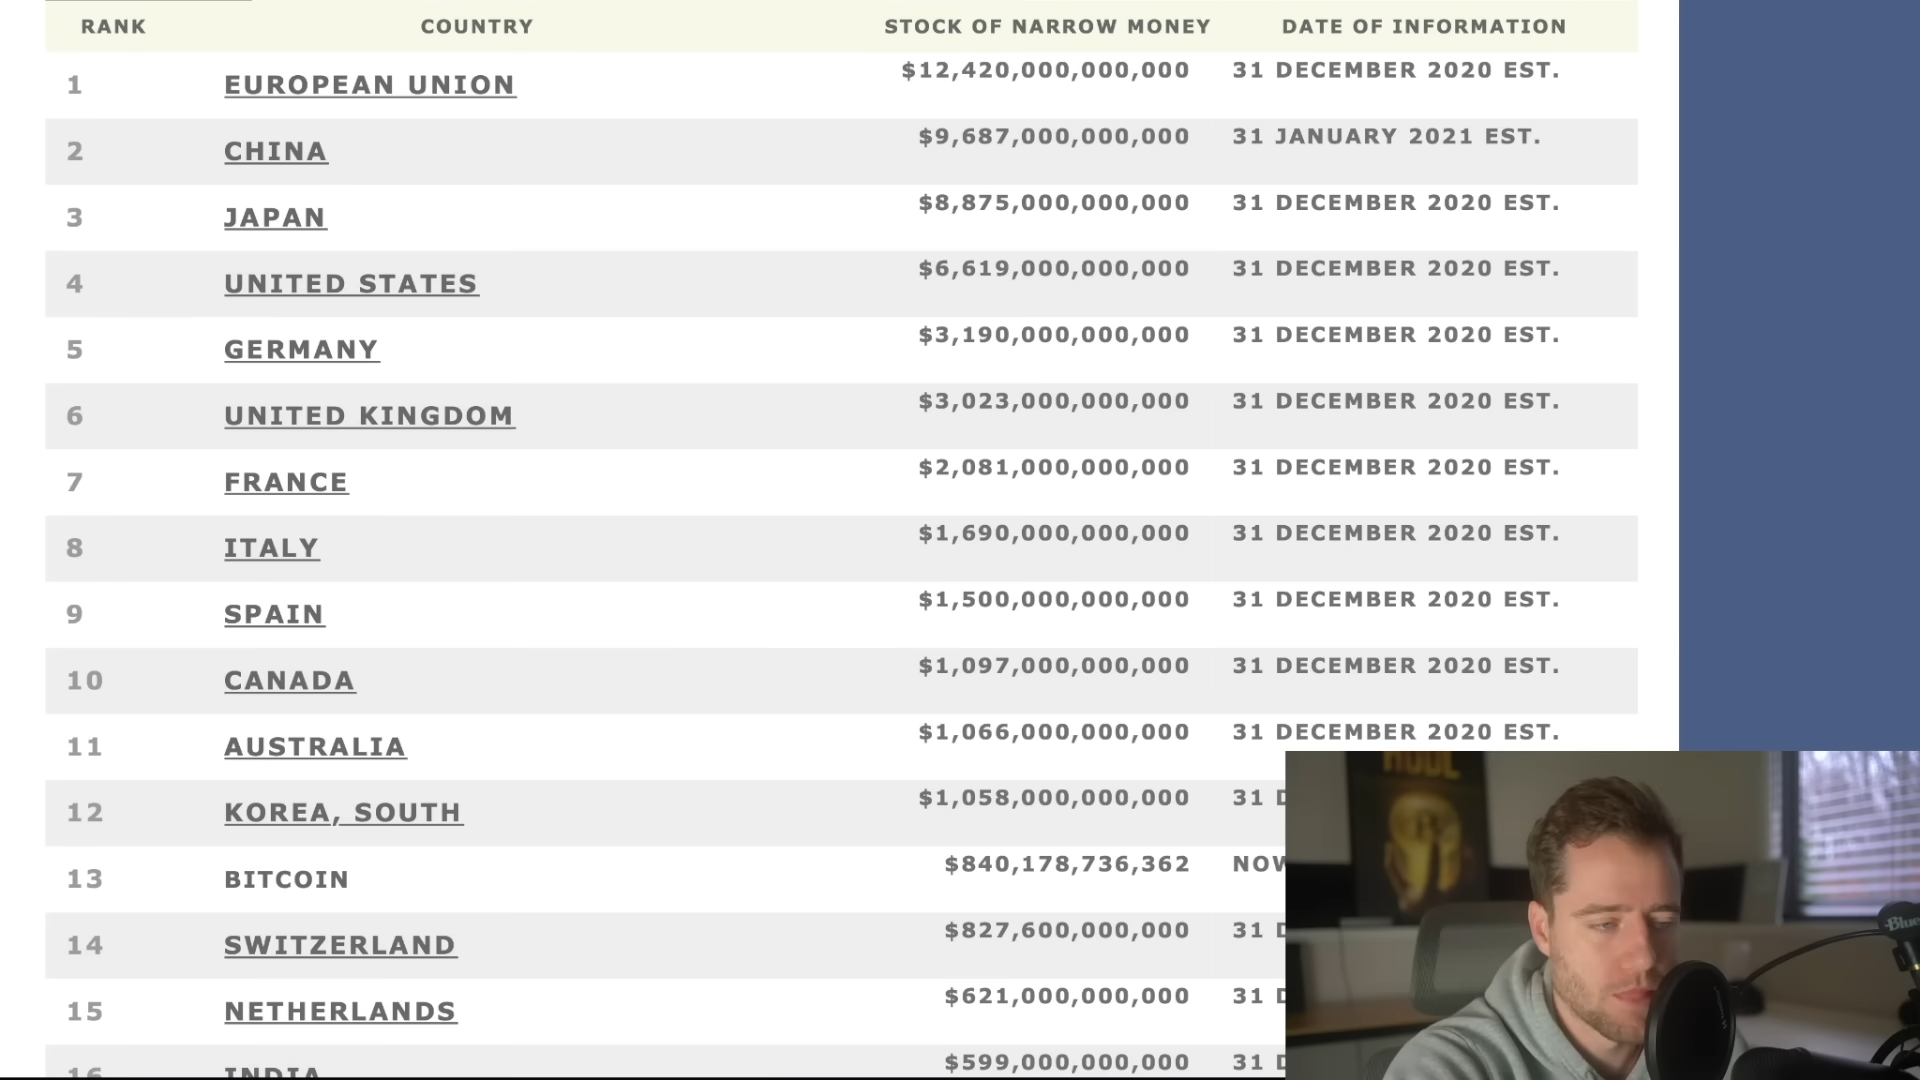 RANK COUNTRY STOCK OF NARROW MONEY DATE OF INFORMATION
1 EUROPEAN UNION $12,420,000,000,000 31 DECEMBER 2020 EST.
2 CHINA $9,687,000,000,000 31 JANUARY 2021 EST.
3 JAPAN $8,875,000,000,000 31 DECEMBER 2020 EST.
4 UNITED STATES $6,619,000,000,000 31 DECEMBER 2020 EST.
5 GERMANY $3,190,000,000,000 31 DECEMBER 2020 EST.
6 UNITED KINGDOM $3,023,000,000,000 31 DECEMBER 2020 EST.
7 FRANCE $2,081,000,000,000 31 DECEMBER 2020 EST.
8 ITALY $1,690,000,000,000 31 DECEMBER 2020 EST.
9 SPAIN $1,500,000,000,000 31 DECEMBER 2020 EST.
10 CANADA $1,097,000,000,000 31 DECEMBER 2020 EST.
11 AUSTRALIA $1,066,000,000,000 31 DECEMBER 2020 EST.
12 KOREA, SOUTH $1,058,000,000,000 31
13 BITCOIN $840,178,736,362 NOW
14 SWITZERLAND $827,600,000,000 31
15 NETHERLANDS $621,000,000,000 31
16 INDIA $599,000,000,000 31
HODL
Blue